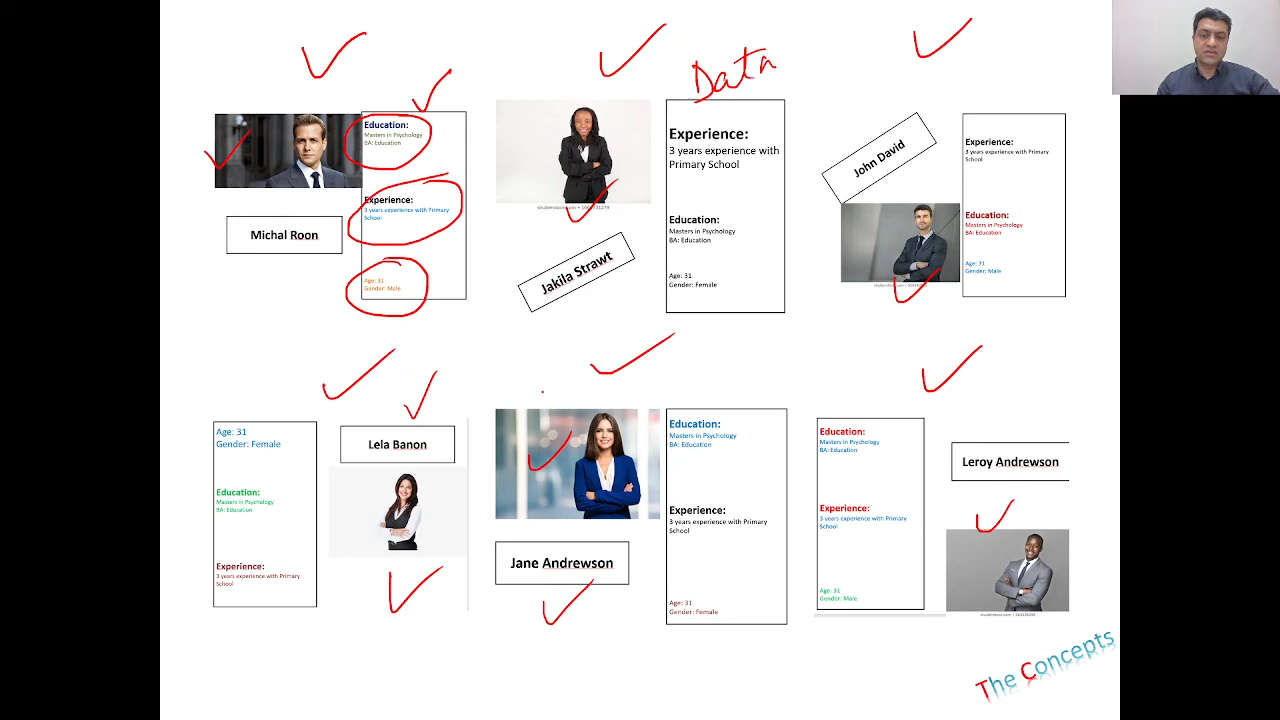 Data
Education:
Masters in Psychology
BA: Education
Experience:
3 years experience with Primary
School
Age: 31
Gender: Male
Michal Roon
Jakila Strawt
Experience:
3 years experience with
Primary School
Education:
Masters in Psychology
BA: Education
Age: 31
Gender: Female
John David
Experience:
3 years experience with Primary
School
Education:
Masters in Psychology
BA: Education
Age: 31
Gender: Male
Age: 31
Gender: Female
Education:
Masters in Psychology
BA: Education
Experience:
3 years experience with Primary
School
Lela Banon
Jane Andrewson
Education:
Masters in Psychology
BA: Education
Experience:
3 years experience with Primary
School
Age: 31
Gender: Female
Education:
Masters in Psychology
BA: Education
Experience:
3 years experience with Primary
School
Age: 31
Gender: Male
Leroy Andrewson
The Concepts